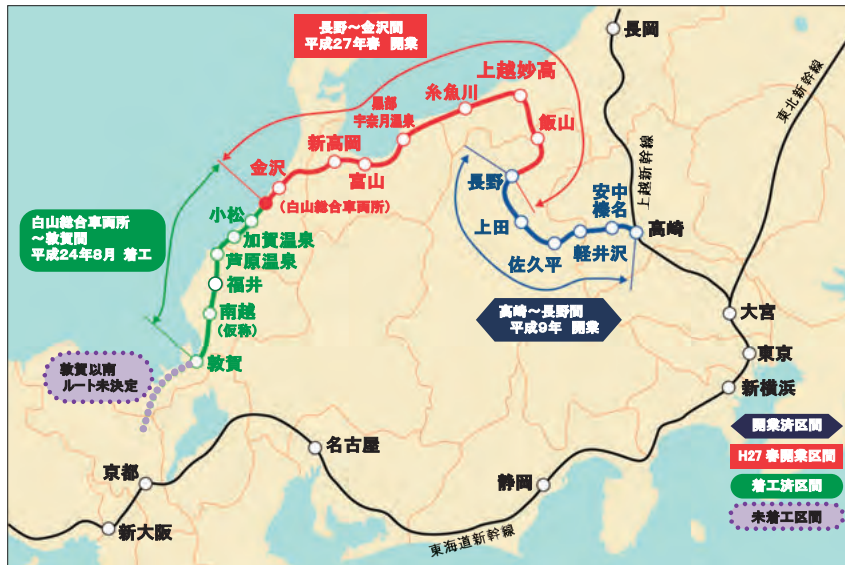 長野～金沢間
平成27年春 開業
長岡
東北新幹線
上越妙高
糸魚川
黒部
宇奈月温泉
飯山
新高岡
富山
金沢
上越新幹線
長野
安中
榛名
(白山総合車両所)
小松
高崎
白山総合車両所
～敦賀間
平成24年8月 着工
上田
加賀温泉
軽井沢
佐久平
芦原温泉
福井
南越
(仮称)
高崎～長野間
平成9年 開業
大宮
敦賀
東京
敦賀以南
ルート未決定
新横浜
開業済区間
H27春開業区間
着工済区間
未着工区間
名古屋
京都
静岡
新大阪
東海道新幹線